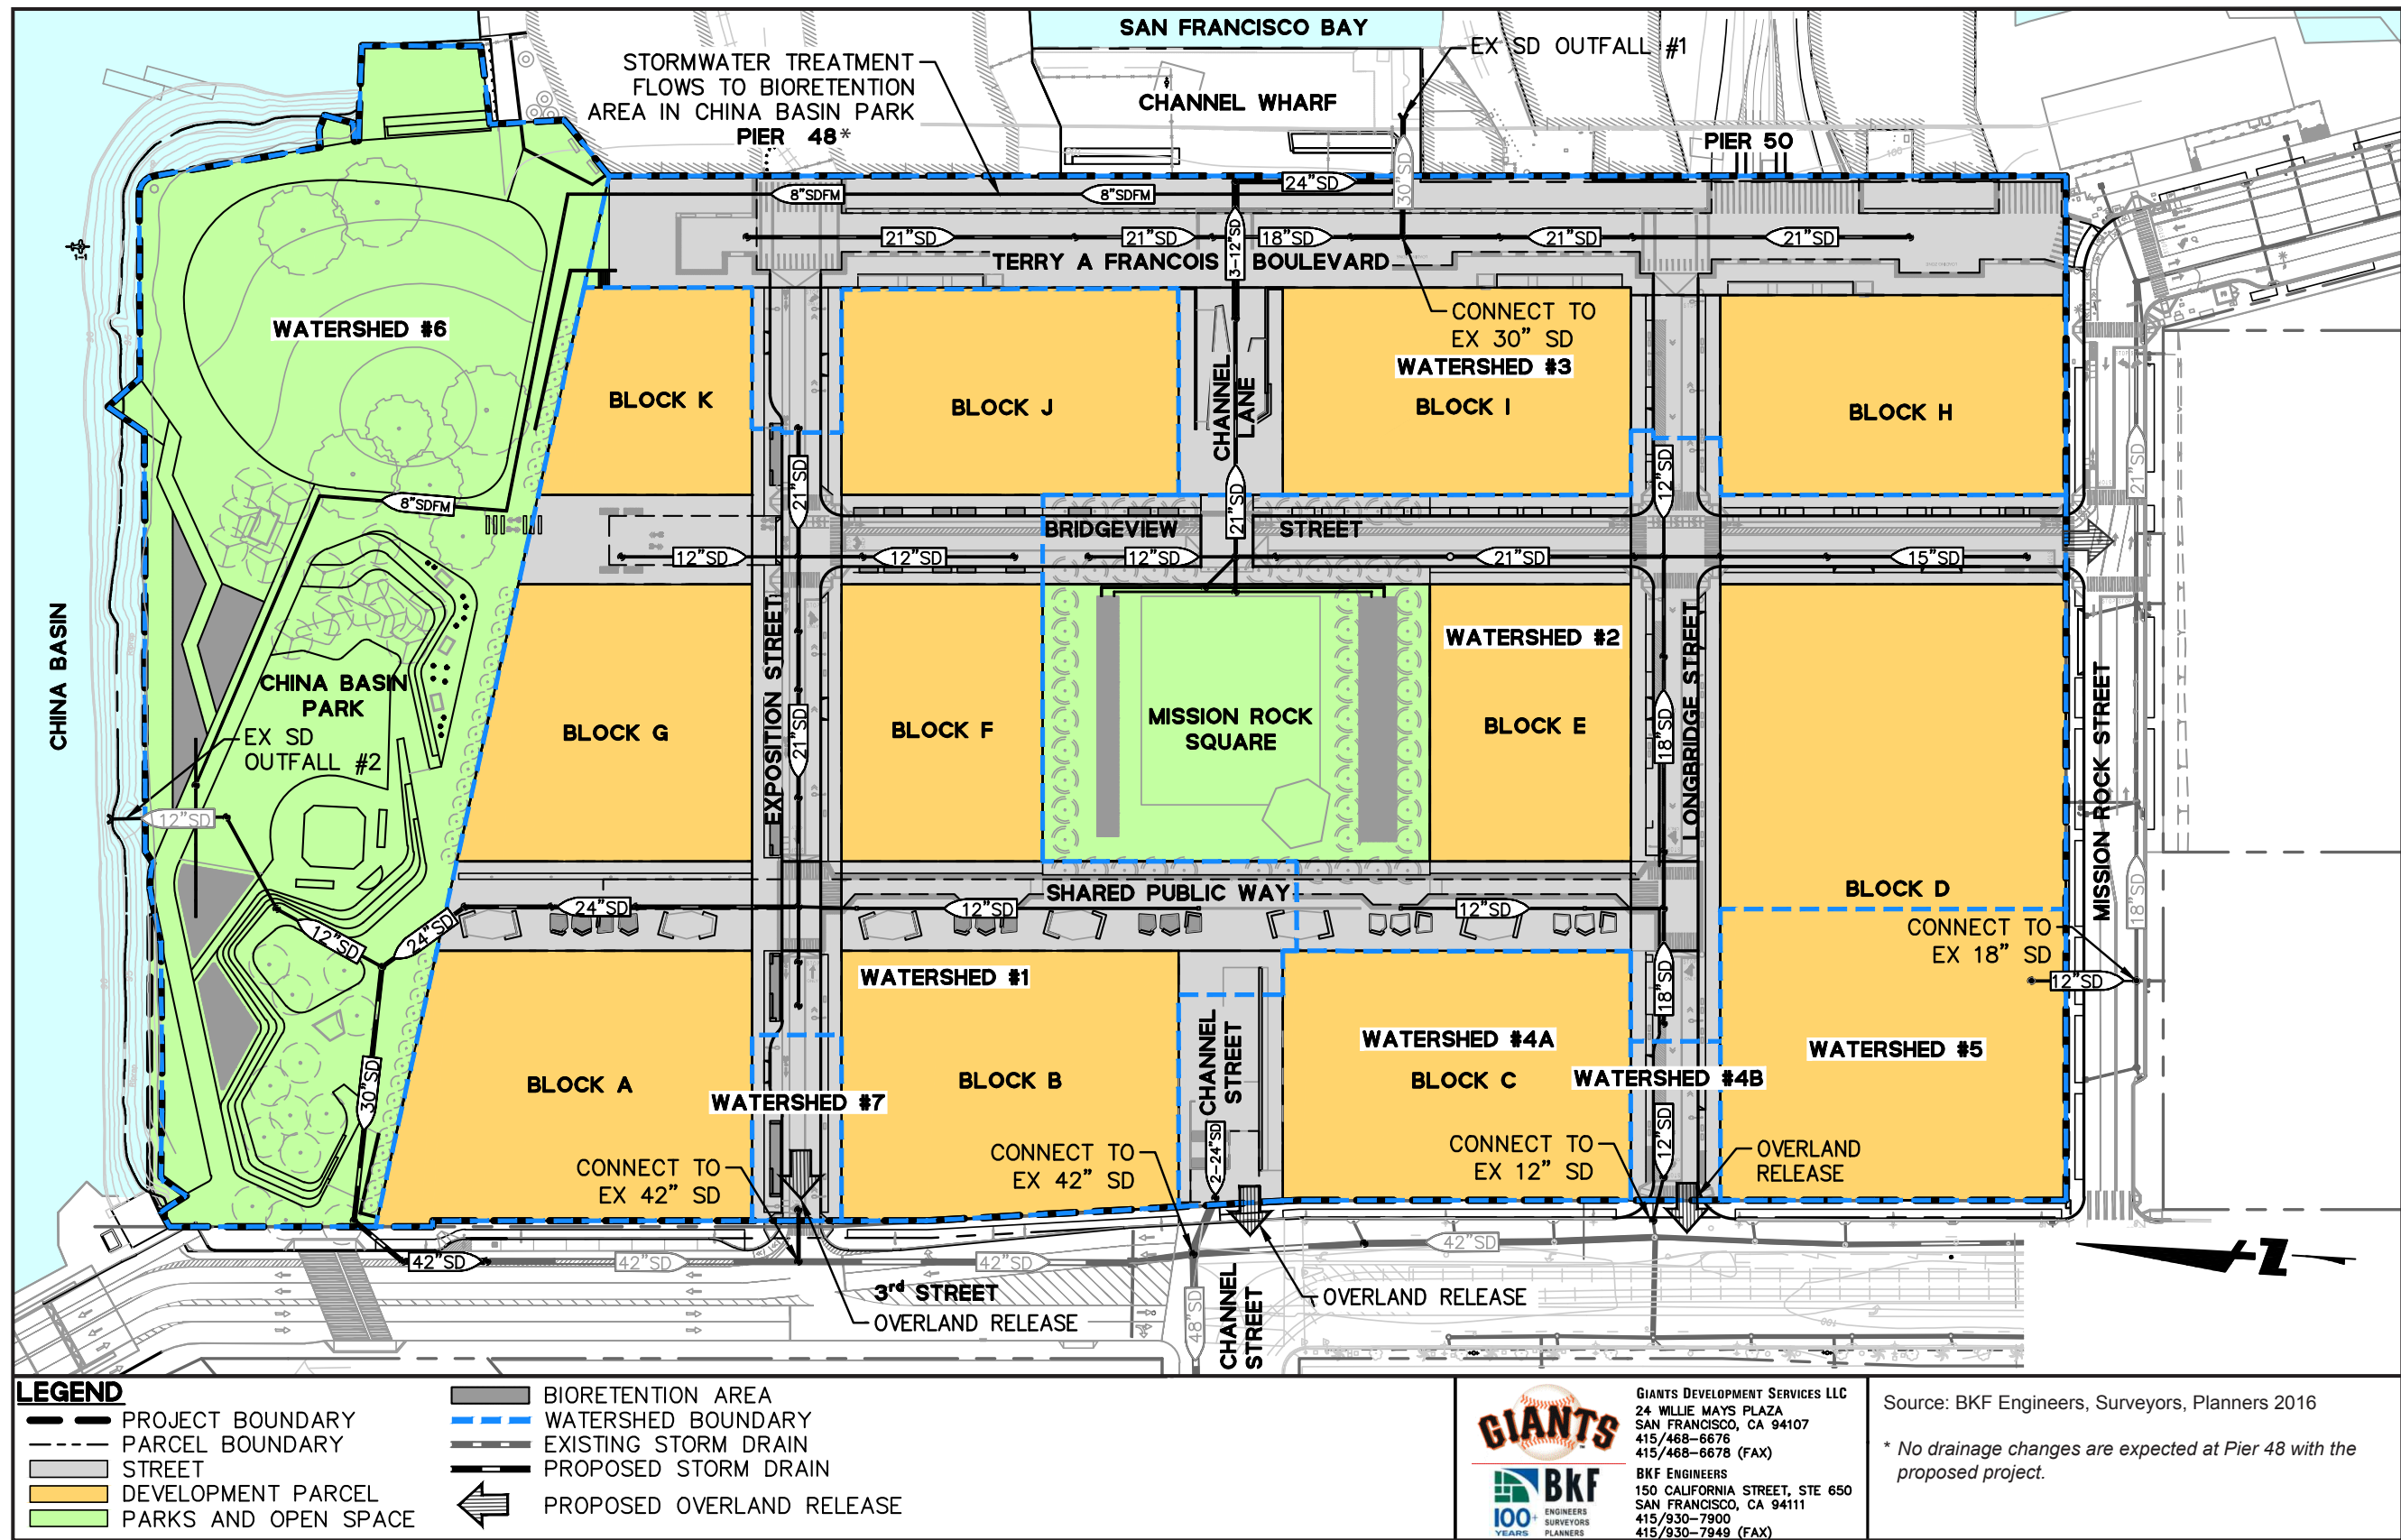 SAN FRANCISCO BAY
EX SD OUTFALL #1
STORMWATER TREATMENT
FLOWS TO BIORETENTION
AREA IN CHINA BASIN PARK
PIER 48*
CHANNEL WHARF
PIER 50
30"SD
24"SD
8"SDFM
8"SDFM
21"SD
21"SD
3-12"SD
18"SD
21"SD
21"SD
TERRY A FRANCOIS BOULEVARD
CONNECT TO
EX 30" SD
WATERSHED #6
WATERSHED #3
BLOCK K
BLOCK J
CHANNEL
LANE
BLOCK I
BLOCK H
21"SD
21"SD
12"SD
21"SD
8"SDFM
BRIDGEVIEW STREET
12"SD
12"SD
12"SD
21"SD
15"SD
CHINA BASIN
CHINA BASIN
PARK
EX SD
OUTFALL #2
12"SD
BLOCK G
EXPOSITION STREET
21"SD
BLOCK F
MISSION ROCK
SQUARE
WATERSHED #2
BLOCK E
LONGBRIDGE STREET
18"SD
BLOCK D
MISSION ROCK STREET
18"SD
SHARED PUBLIC WAY
24"SD
12"SD
12"SD
12"SD
24"SD
CONNECT TO
EX 18" SD
12"SD
18"SD
WATERSHED #1
WATERSHED #4A
WATERSHED #5
BLOCK A
BLOCK B
CHANNEL
STREET
BLOCK C
WATERSHED #4B
WATERSHED #7
30"SD
CONNECT TO
EX 42" SD
CONNECT TO
EX 42" SD
2-24"SD
CONNECT TO
EX 12" SD
12"SD
OVERLAND
RELEASE
42"SD
42"SD
42"SD
42"SD
3rd STREET
OVERLAND RELEASE
48"SD
CHANNEL
STREET
OVERLAND RELEASE
LEGEND
PROJECT BOUNDARY
PARCEL BOUNDARY
STREET
DEVELOPMENT PARCEL
PARKS AND OPEN SPACE
BIORETENTION AREA
WATERSHED BOUNDARY
EXISTING STORM DRAIN
PROPOSED STORM DRAIN
PROPOSED OVERLAND RELEASE
GIANTS
GIANTS DEVELOPMENT SERVICES LLC
24 WILLIE MAYS PLAZA
SAN FRANCISCO, CA 94107
415/468-6676
415/468-6678 (FAX)
BKF
100+
YEARS
ENGINEERS
SURVEYORS
PLANNERS
BKF ENGINEERS
150 CALIFORNIA STREET, STE 650
SAN FRANCISCO, CA 94111
415/930-7900
415/930-7949 (FAX)
Source: BKF Engineers, Surveyors, Planners 2016
* No drainage changes are expected at Pier 48 with the
proposed project.